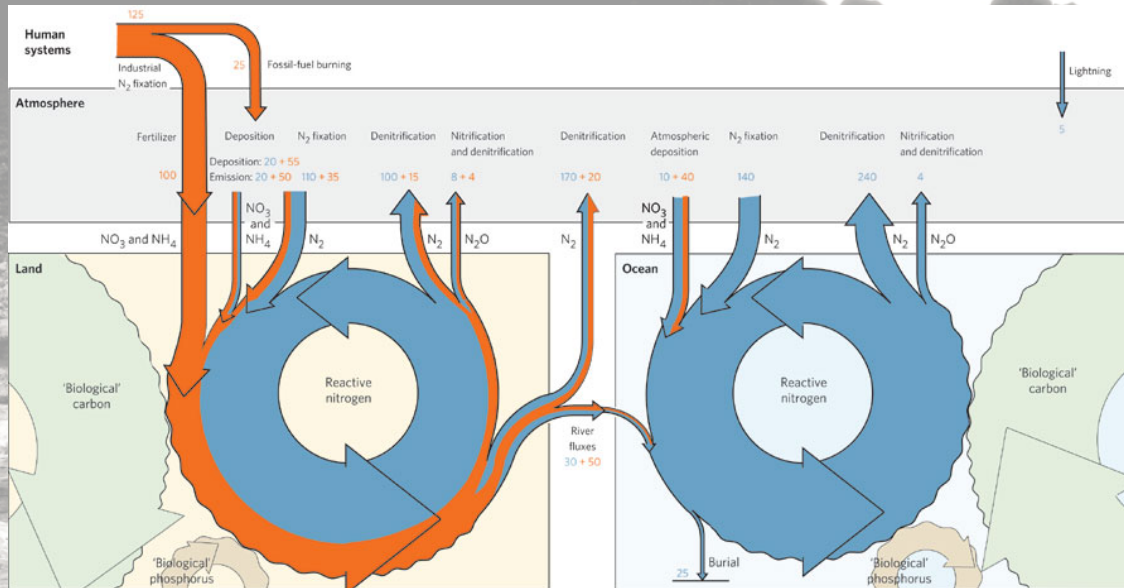 125
Human
systems
Industrial
N₂ fixation
25
Fossil-fuel burning
Lightning
Atmosphere
5
Fertilizer
Deposition
N₂ fixation
Denitrification
Nitrification
and denitrification
Denitrification
Atmospheric
deposition
N₂ fixation
Denitrification
Nitrification
and denitrification
Deposition: 20 + 55
Emission: 20 + 50
100
110 + 35
100 + 15
8 + 4
170 + 20
10 + 40
140
240
4
NO₃ and NH₄
NO₃
and
NH₄
N₂
N₂
N₂O
N₂
NO₃
and
NH₄
N₂
N₂
N₂O
Land
Ocean
'Biological'
carbon
Reactive
nitrogen
River
fluxes
30 + 50
Reactive
nitrogen
'Biological'
carbon
'Biological'
phosphorus
Burial
25
'Biological'
phosphorus